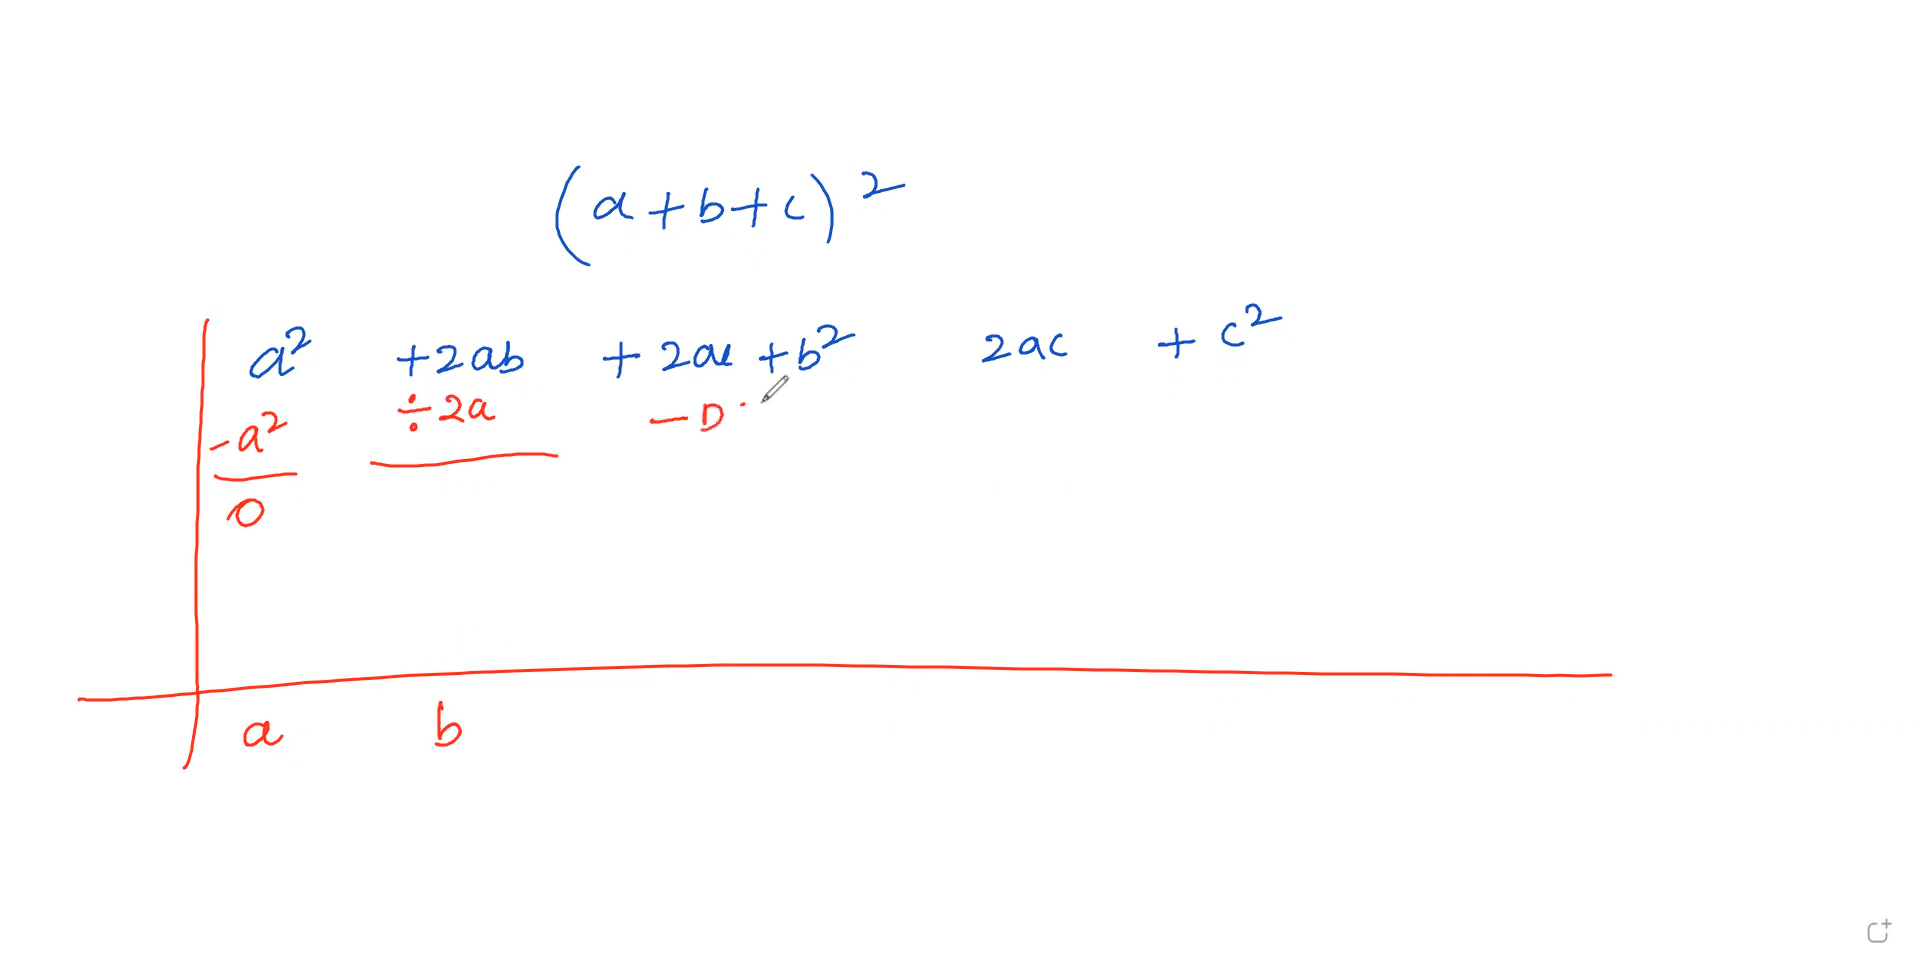 (a+b+c)²
a² +2ab + 2ac +b² 2ac + c²
-a² ÷2a - D.
0
a b